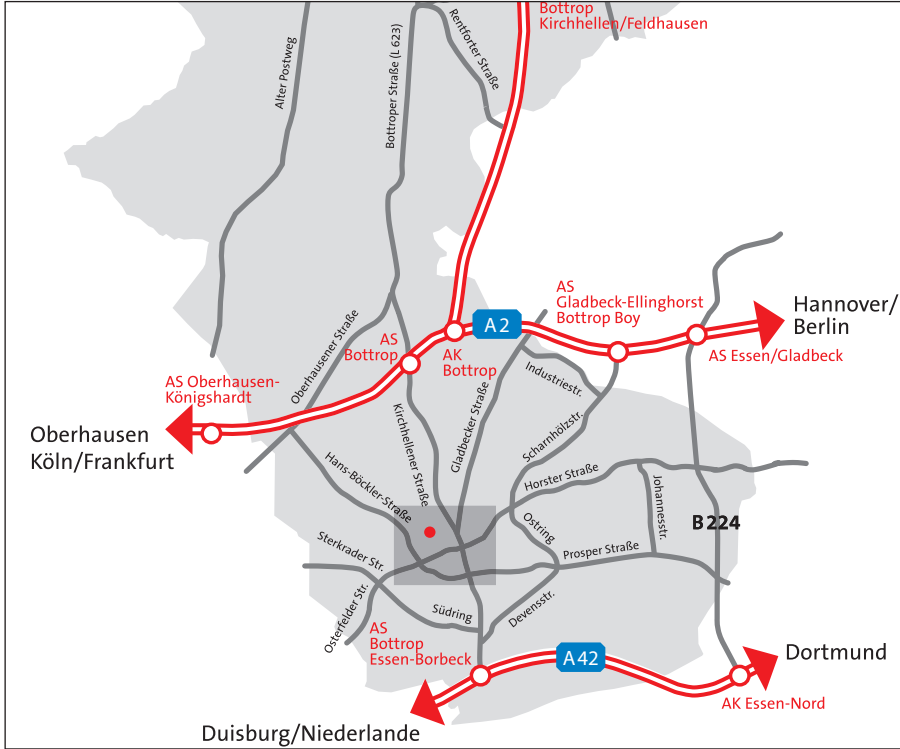 Bottrop
Kirchhellen/Feldhausen
Rentforter Straße
Alter Postweg
Bottroper Straße (L 623)
AS
Gladbeck-Ellinghorst
Bottrop Boy
Hannover/
Berlin
A 2
AS
Bottrop
AK
Bottrop
AS Essen/Gladbeck
Oberhausener Straße
AS Oberhausen-
Königshardt
Industriestr.
Oberhausen
Köln/Frankfurt
Kirchhellener Straße
Gladbecker Straße
Scharnhölzstr.
Hans-Böckler-Straße
Horster Straße
Johannesstr.
B 224
Ostring
Sterkrader Str.
Prosper Straße
Osterfelder Str.
Südring
Devensstr.
AS
Bottrop
Essen-Borbeck
A 42
Dortmund
AK Essen-Nord
Duisburg/Niederlande